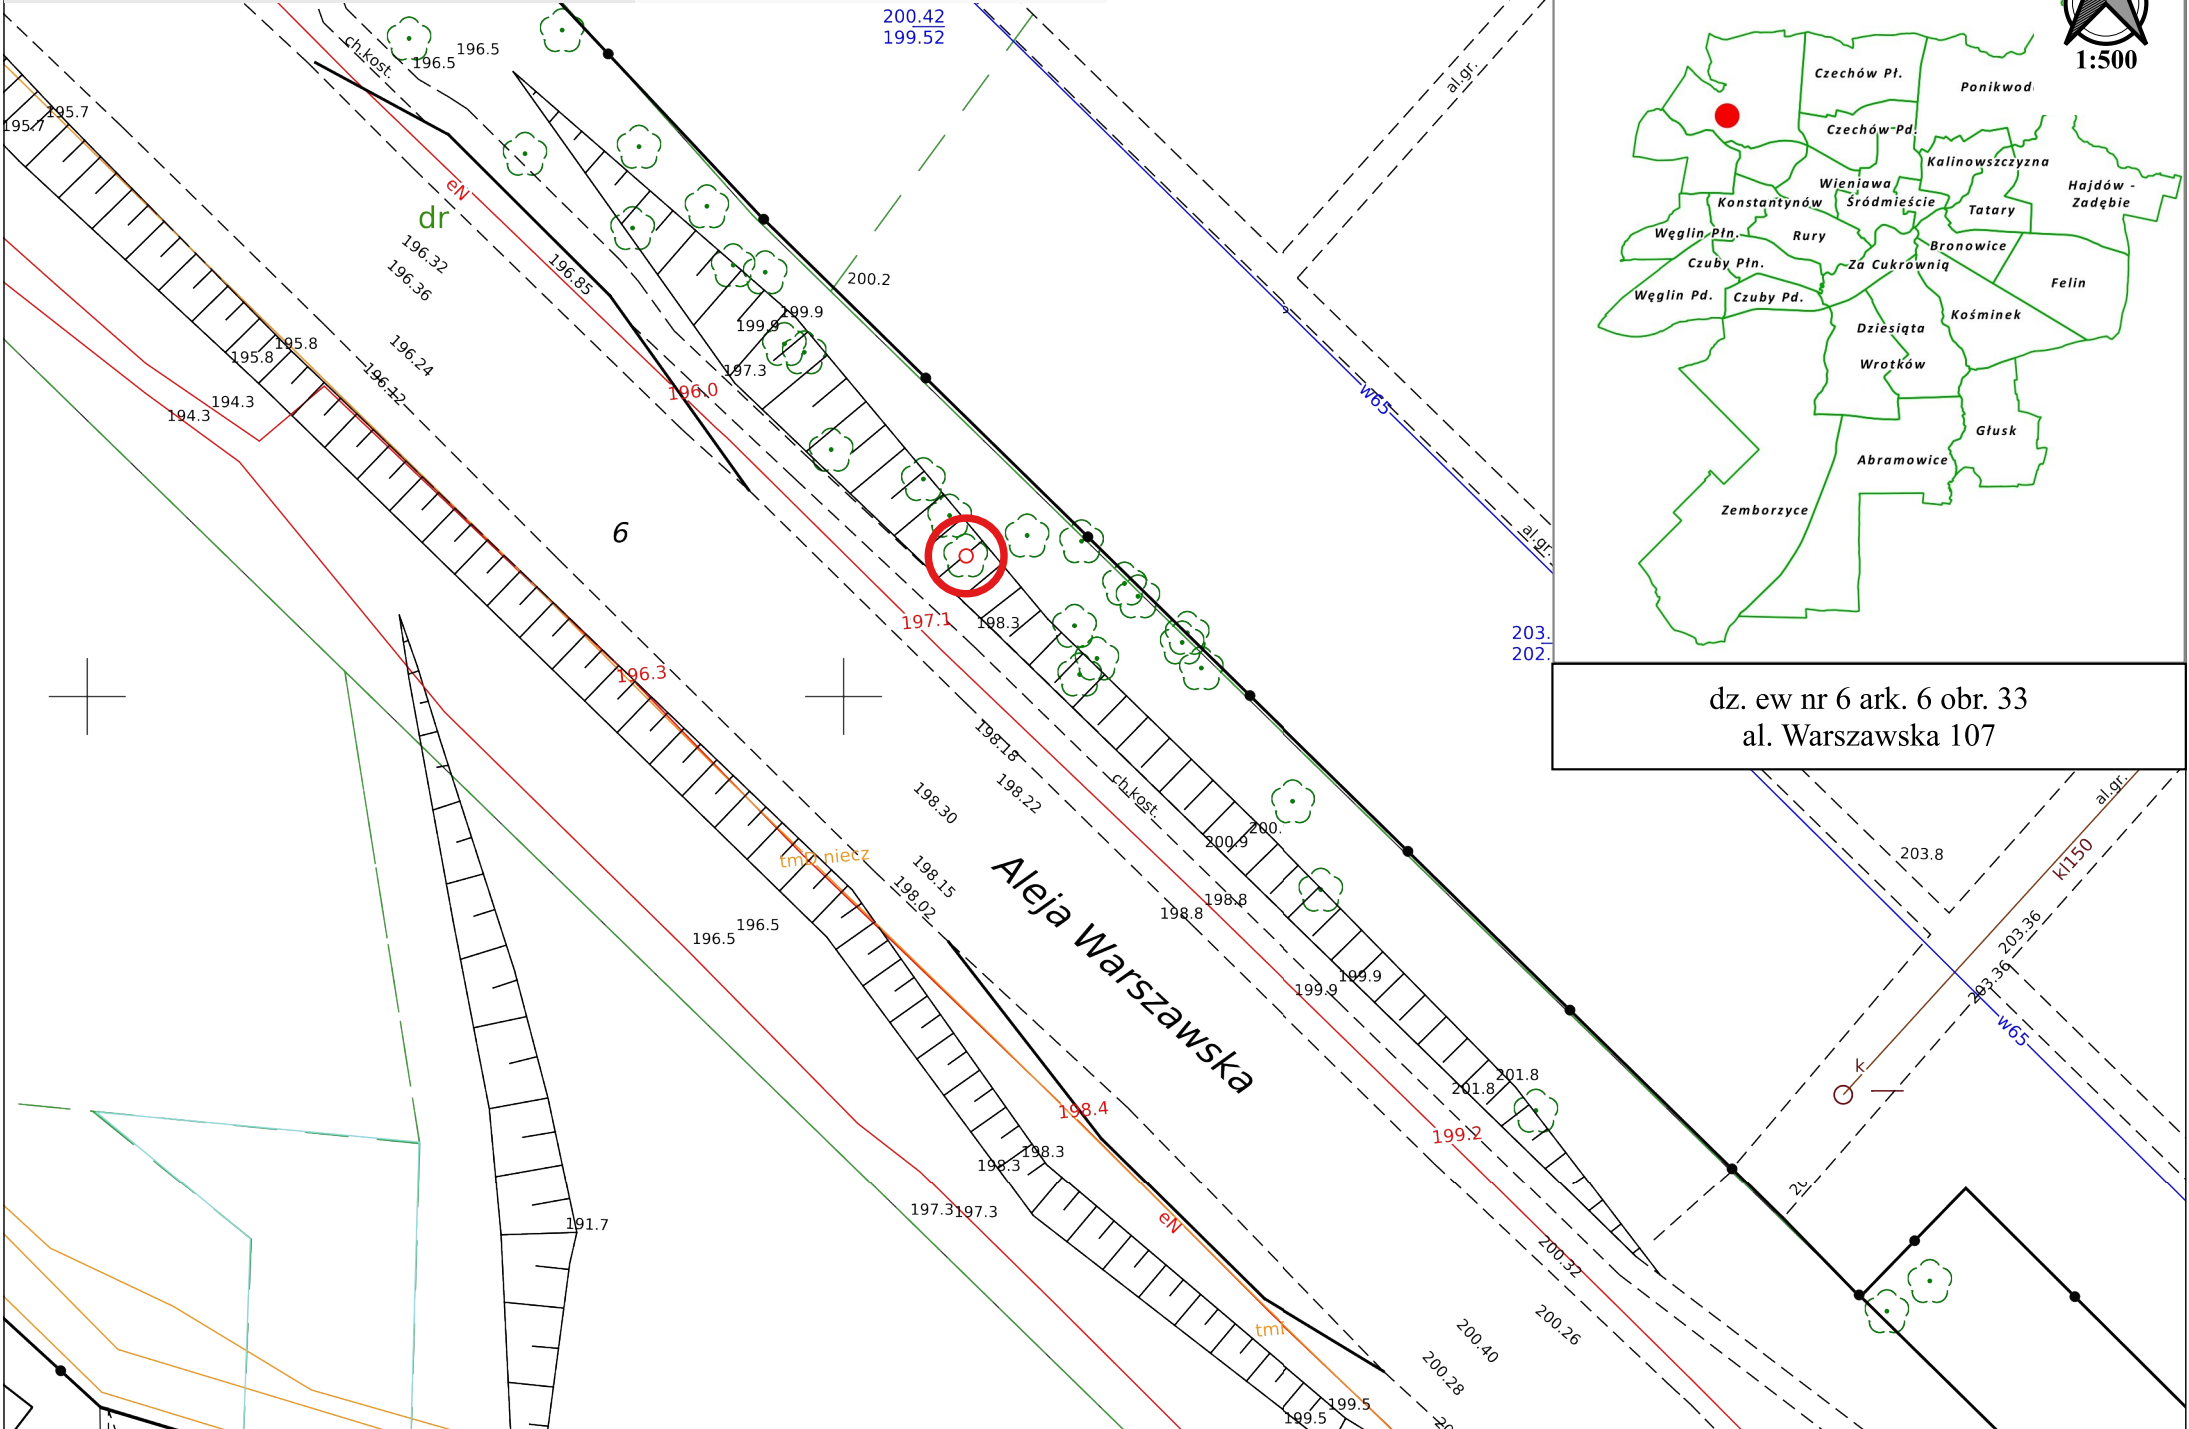 200.42
199.52
1:500
ch.kost.
196.5
196.5
al.gr.
195.7
195.7
eN
dr
196.32
196.36
196.85
200.2
199.9
199.9
196.24
196.12
197.3
196.0
195.8
195.8
194.3
194.3
w65
6
al.gr.
197.1
198.3
203.
202.
196.3
198.18
198.22
198.30
ch.kost.
200.
200.9
tmD niecz
198.15
198.02
Aleja Warszawska
198.8
198.8
196.5
196.5
199.9
199.9
198.4
201.8
201.8
199.2
198.3
198.3
197.3
197.3
191.7
eN
200.32
200.26
200.40
200.28
199.5
199.5
Czechów Pł.
Czechów Pd.
Kalinowszczyzna
Hajdów -
Zadębie
Wieniawa
Konstantynów
Śródmieście
Tatary
Węglin Płn.
Rury
Bronowice
Czuby Płn.
Za Cukrownią
Felin
Węglin Pd.
Czuby Pd.
Kośminek
Dziesiąta
Wrotków
Głusk
Abramowice
Zemborzyce
dz. ew nr 6 ark. 6 obr. 33
al. Warszawska 107
al.gr.
203.8
kl150
203.36
203.36
w65
k